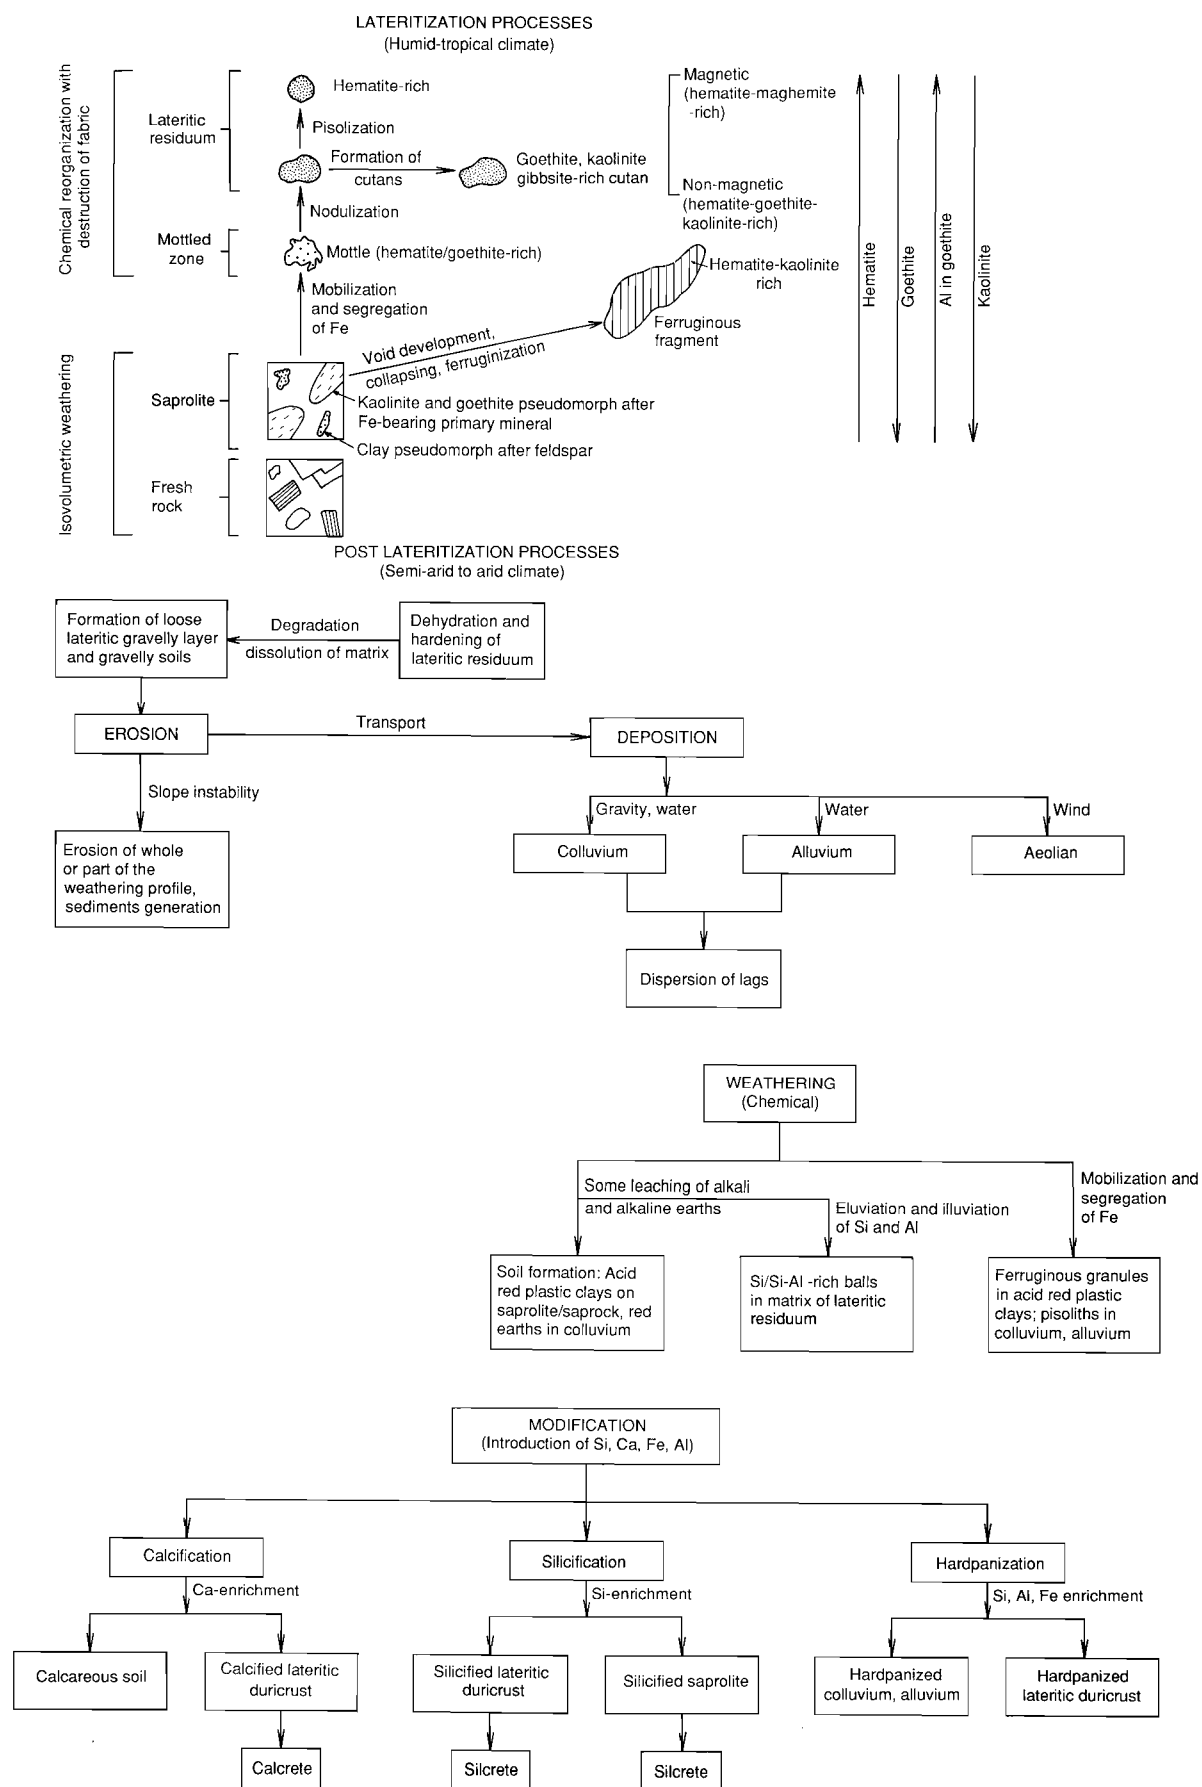 LATERITIZATION PROCESSES
(Humid-tropical climate)
Chemical reorganization with
destruction of fabric
Lateritic
residuum
Hematite-rich
Pisolization
Formation of
cutans
Goethite, kaolinite
gibbsite-rich cutan
Nodulization
Mottled
zone
Mottle (hematite/goethite-rich)
Mobilization
and segregation
of Fe
Magnetic
(hematite-maghemite
-rich)
Non-magnetic
(hematite-goethite-
kaolinite-rich)
Hematite-kaolinite
rich
Ferruginous
fragment
Hematite
Goethite
Al in goethite
Kaolinite
Isovolumetric weathering
Saprolite
Void development,
collapsing, ferruginization
Kaolinite and goethite pseudomorph after
Fe-bearing primary mineral
Clay pseudomorph after feldspar
Fresh
rock
POST LATERITIZATION PROCESSES
(Semi-arid to arid climate)
Formation of loose
lateritic gravelly layer
and gravelly soils
Degradation
dissolution of matrix
Dehydration and
hardening of
lateritic residuum
EROSION
Transport
DEPOSITION
Slope instability
Gravity, water
Water
Wind
Erosion of whole
or part of the
weathering profile,
sediments generation
Colluvium
Alluvium
Aeolian
Dispersion of lags
WEATHERING
(Chemical)
Some leaching of alkali
and alkaline earths
Eluviation and illuviation
of Si and Al
Mobilization and
segregation
of Fe
Soil formation: Acid
red plastic clays on
saprolite/saprock, red
earths in colluvium
Si/Si-Al -rich balls
in matrix of lateritic
residuum
Ferruginous granules
in acid red plastic
clays; pisoliths in
colluvium, alluvium
MODIFICATION
(Introduction of Si, Ca, Fe, Al)
Calcification
Silicification
Hardpanization
Ca-enrichment
Si-enrichment
Si, Al, Fe enrichment
Calcareous soil
Calcified lateritic
duricrust
Silicified lateritic
duricrust
Silicified saprolite
Hardpanized
colluvium, alluvium
Hardpanized
lateritic duricrust
Calcrete
Silcrete
Silcrete